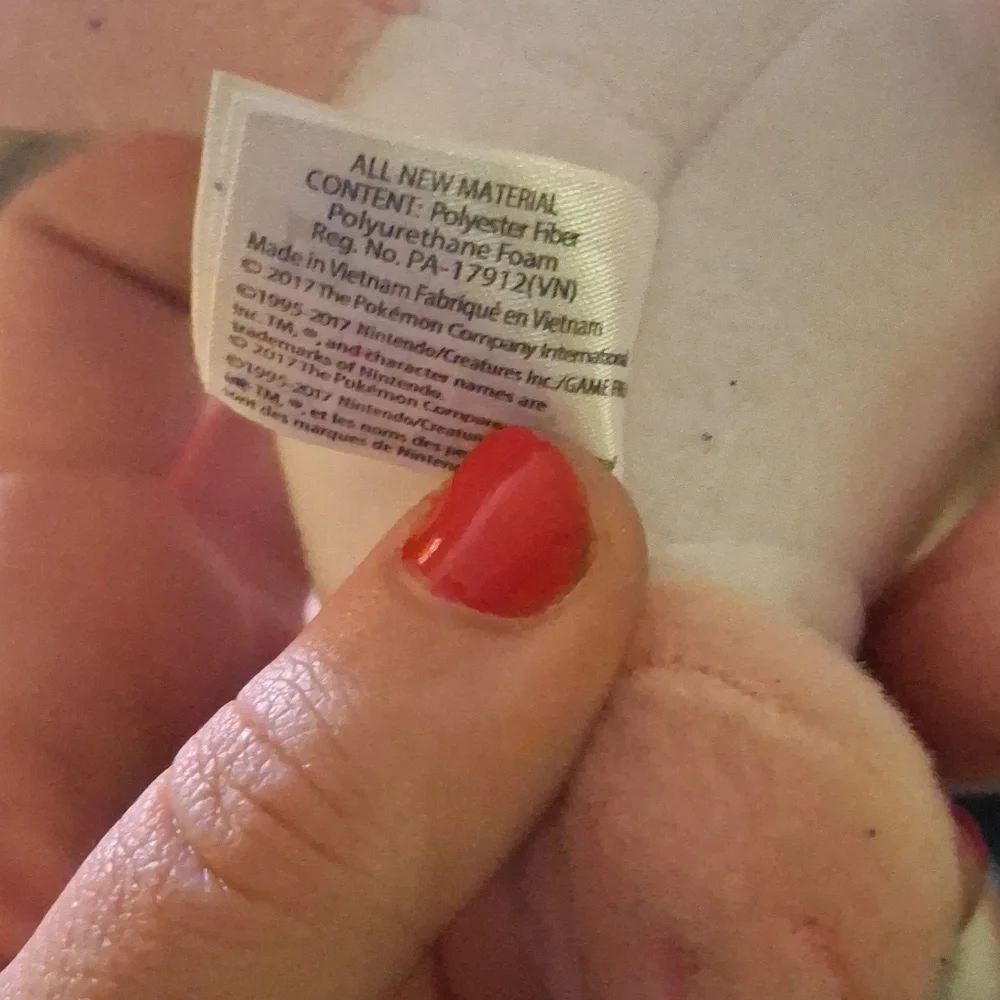 ALL NEW MATERIAL
CONTENT: Polyester Fiber
Polyurethane Foam
Reg. No. PA-17912(VN)
Made in Vietnam Fabriqué en Vietnam
© 2017 The Pokémon Company International
©1995-2017 Nintendo/Creatures Inc./GAME
Inc. TM, ®, and character names are
trademarks of Nintendo.
© 2017 The Pokémon
©1995-2017
TM, ®, et les noms des
sont des marques de